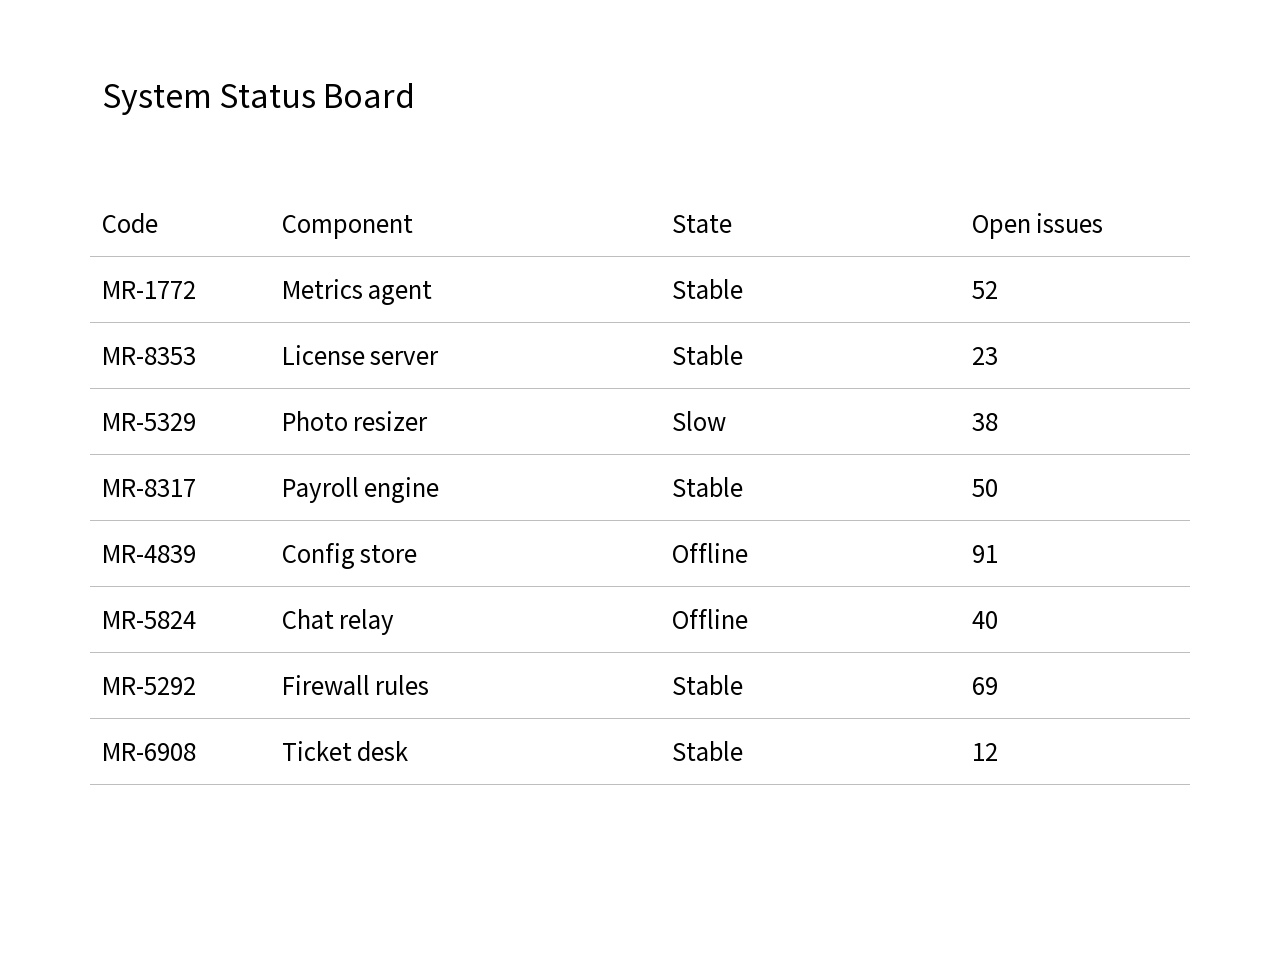 System Status Board
Code Component State Open issues
MR-1772 Metrics agent Stable 52
MR-8353 License server Stable 23
MR-5329 Photo resizer Slow 38
MR-8317 Payroll engine Stable 50
MR-4839 Config store Offline 91
MR-5824 Chat relay Offline 40
MR-5292 Firewall rules Stable 69
MR-6908 Ticket desk Stable 12